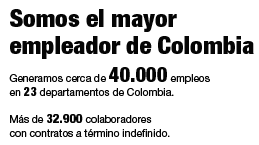 Somos el mayor
empleador de Colombia
Generamos cerca de 40.000 empleos
en 23 departamentos de Colombia.
Más de 32.900 colaboradores
con contratos a término indefinido.